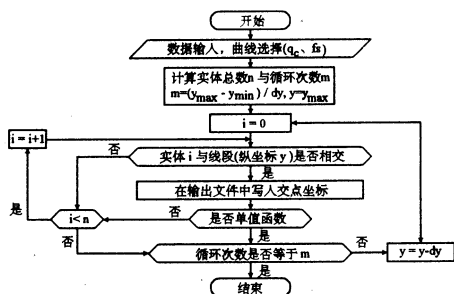 开始
数据输入，曲线选择(qc、fs)
计算实体总数n 与循环次数m
m=(ymax - ymin) / dy, y=ymax
i = 0
i = i+1
否
实体 i 与线段(纵坐标 y)是否相交
是
在输出文件中写人交点坐标
是
i< n
否
是否单值函数
否
是
循环次数是否等于 m
否
y = y-dy
是
结束